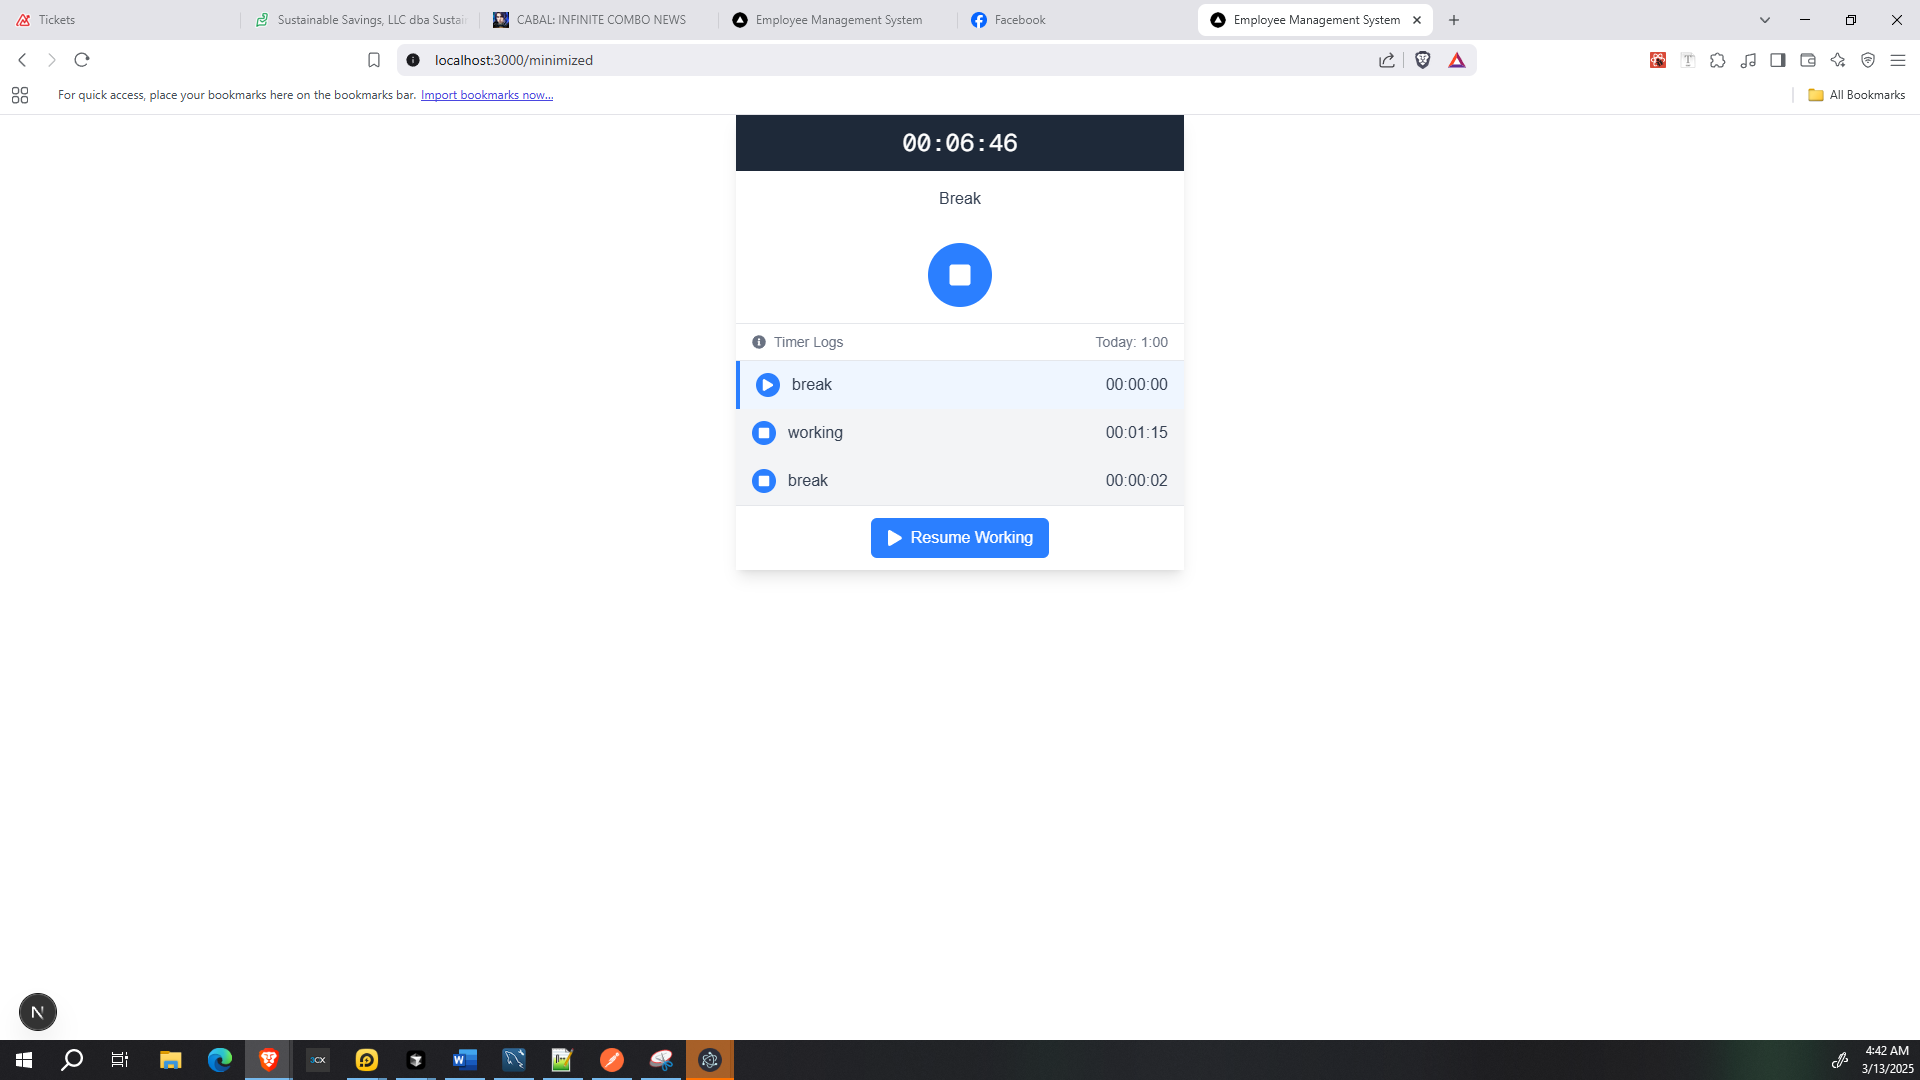 Tickets
Sustainable Savings, LLC dba Sustai
CABAL: INFINITE COMBO NEWS
Employee Management System
Facebook
Employee Management System
localhost:3000/minimized
For quick access, place your bookmarks here on the bookmarks bar. Import bookmarks now...
All Bookmarks
00:06:46
Break
Timer Logs
Today: 1:00
break
00:00:00
working
00:01:15
break
00:00:02
Resume Working
N
3CX
4:42 AM
3/13/2025